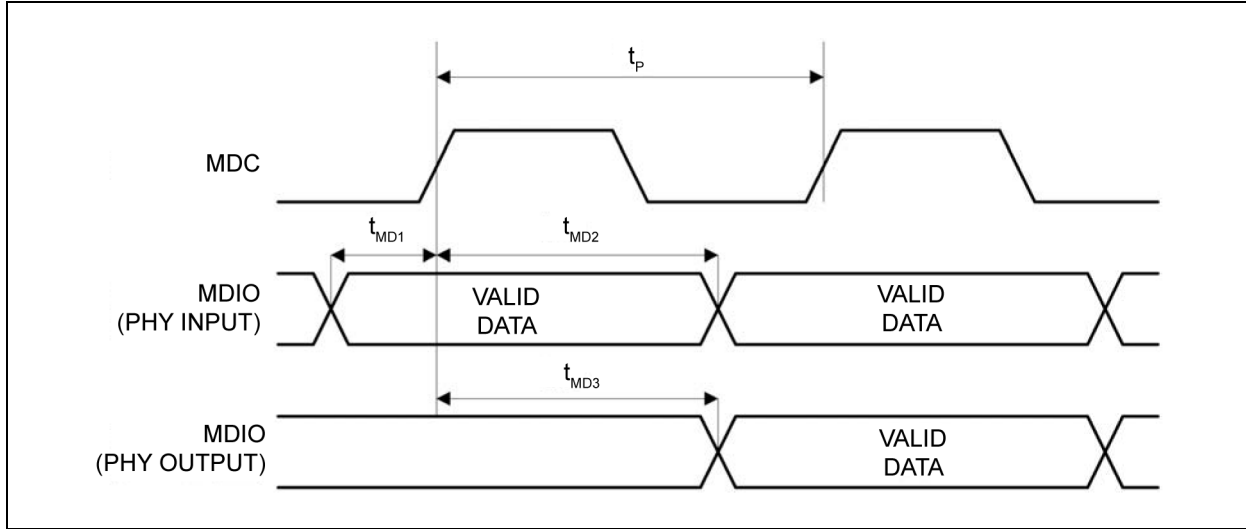 tP
MDC
tMD1
tMD2
MDIO
(PHY INPUT)
VALID
DATA
VALID
DATA
tMD3
MDIO
(PHY OUTPUT)
VALID
DATA